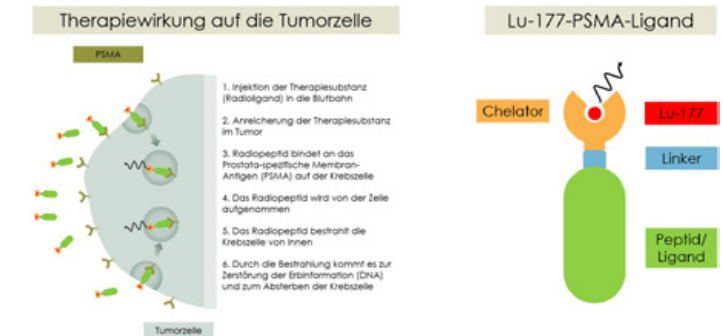 Therapiewirkung auf die Tumorzelle
PSMA
1. Injektion der Therapiesubstanz
(Radioligand) in die Blutbahn
2. Anreicherung der Therapiesubstanz
im Tumor
3. Radiopeptid bindet an das
Prostata-spezifische Membran-
Antigen (PSMA) auf der Krebszelle
4. Das Radiopeptid wird von der Zelle
aufgenommen
5. Das Radiopeptid bestrahlt die
Krebszelle von innen
6. Durch die Bestrahlung kommt es zur
Zerstörung der Erbinformation (DNA)
und zum Absterben der Krebszelle
Tumorzelle
Lu-177-PSMA-Ligand
Chelator
Lu-177
Linker
Peptid/
Ligand